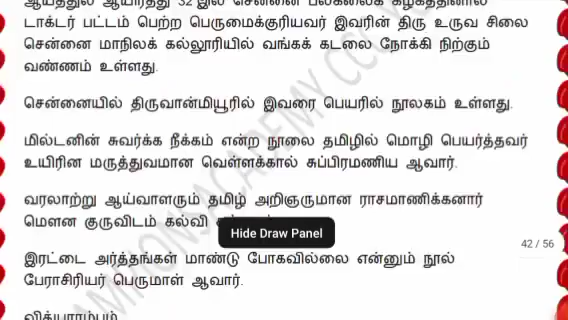 டாக்டர் பட்டம் பெற்ற பெருமைக்குரியவர் இவரின் திரு உருவ சிலை
சென்னை மாநிலக் கல்லூரியில் வங்கக் கடலை நோக்கி நிற்கும்
வண்ணம் உள்ளது.
சென்னையில் திருவான்மியூரில் இவரை பெயரில் நூலகம் உள்ளது.
மில்டனின் சுவர்க்க நீக்கம் என்ற நூலை தமிழில் மொழி பெயர்த்தவர்
உயிரின மருத்துவமான வெள்ளக்கால் சுப்பிரமணிய ஆவார்.
வரலாற்று ஆய்வாளரும் தமிழ் அறிஞருமான ராசமாணிக்கனார்
மௌன குருவிடம் கல்வி
Hide Draw Panel
42 / 56
இரட்டை அர்த்தங்கள் மாண்டு போகவில்லை என்னும் நூல்
பேராசிரியர் பெருமாள் ஆவார்.
வித்யாரம்பம்